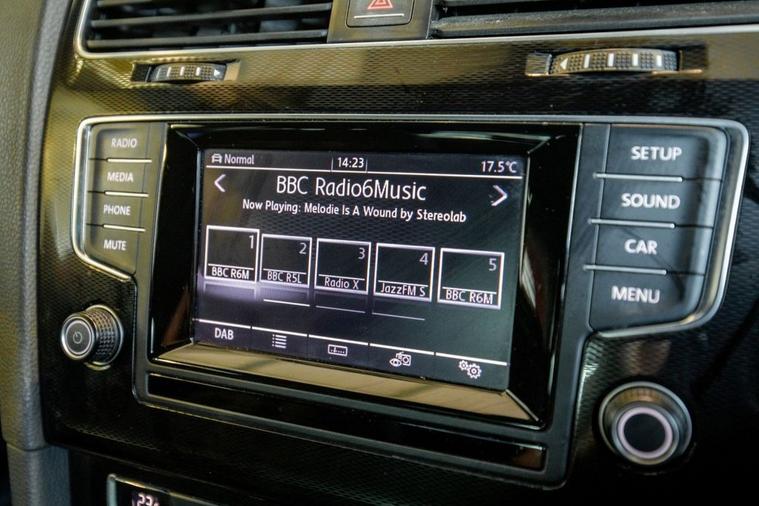 RADIO
MEDIA
PHONE
MUTE
Normal 14:23 17.5°C
BBC Radio6Music
Now Playing: Melodie Is A Wound by Stereolab
1 2 3 4 5
BBC R6M BBC R5L Radio X JazzFM S BBC R6M
DAB
SETUP
SOUND
CAR
MENU